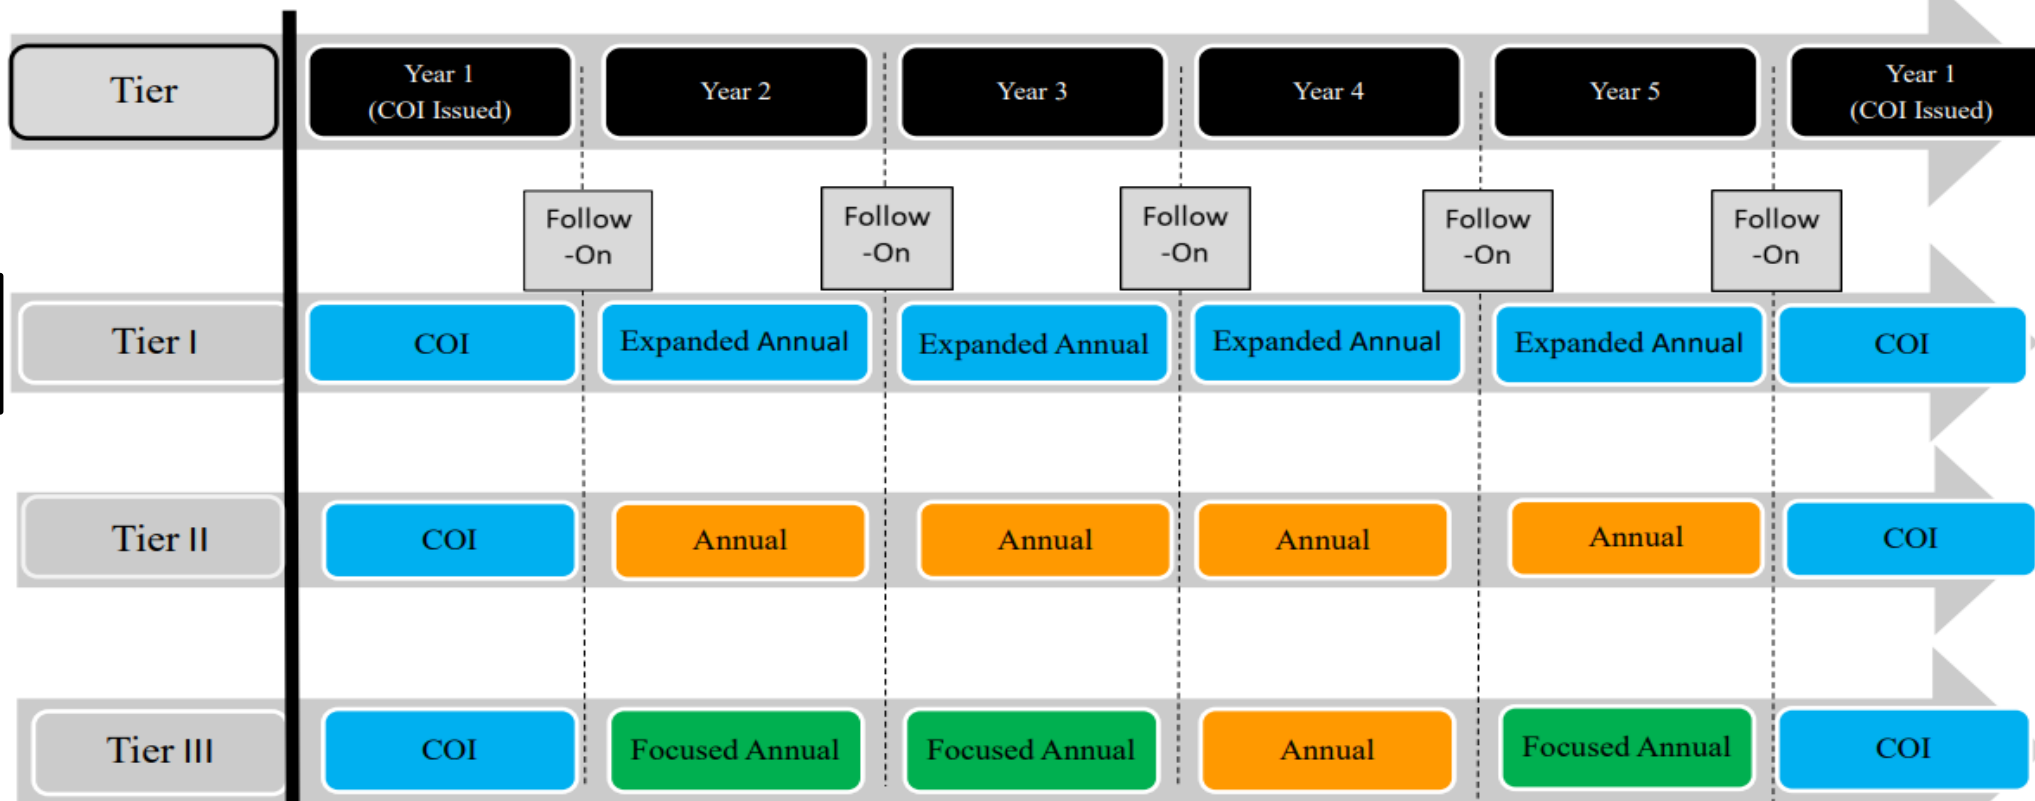 Tier
Year 1
(COI Issued)
Year 2
Year 3
Year 4
Year 5
Year 1
(COI Issued)
Follow
-On
Follow
-On
Follow
-On
Follow
-On
Follow
-On
Tier I
COI
Expanded Annual
Expanded Annual
Expanded Annual
Expanded Annual
COI
Tier II
COI
Annual
Annual
Annual
Annual
COI
Tier III
COI
Focused Annual
Focused Annual
Annual
Focused Annual
COI